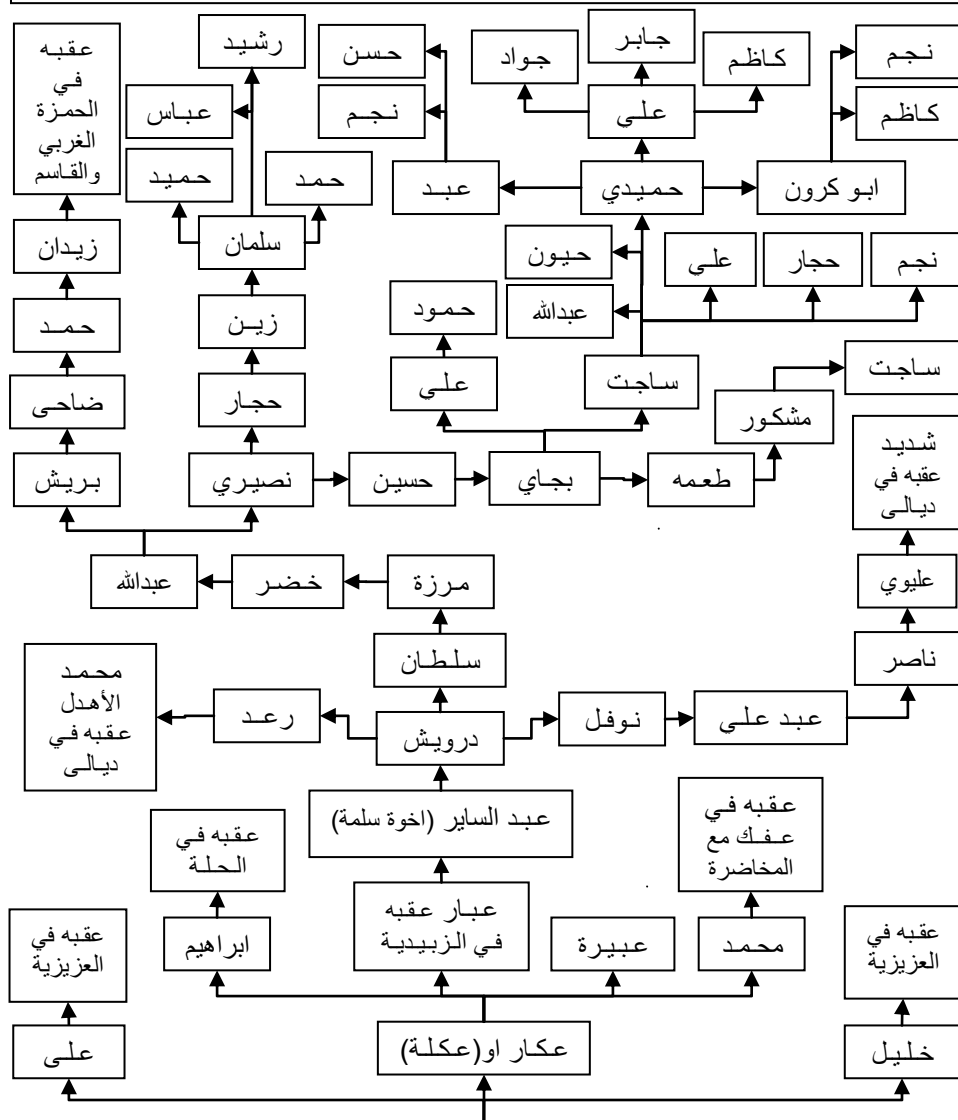 عقبه
في
الحمزة
الغربي
والقاسم
رشيد
حسن
جواد
جابر
كاظم
نجم
عباس
نجم
علي
كاظم
حميد
حمد
عبد
حميدي
ابو كرون
زيدان
سلمان
حيون
علي
حجار
نجم
حمد
زين
حمود
عبدالله
ساجت
ضاحى
حجار
علي
ساجت
مشكور
شديد
عقبه في
ديالى
بريش
نصيري
حسين
بجاي
طعمه
عبدالله
خضر
مرزة
عليوي
محمد
الأهدل
عقبه في
ديالى
سلطان
ناصر
رعد
درويش
نوفل
عبد علي
عقبه في
الحلة
عبد الساير (اخوة سلمة)
عقبه في
عفك مع
المخاضرة
عقبه في
العزيزية
ابراهيم
عبار عقبه
في الزبيدية
عبيرة
محمد
عقبه في
العزيزية
على
عكار او(عكلة)
خليل